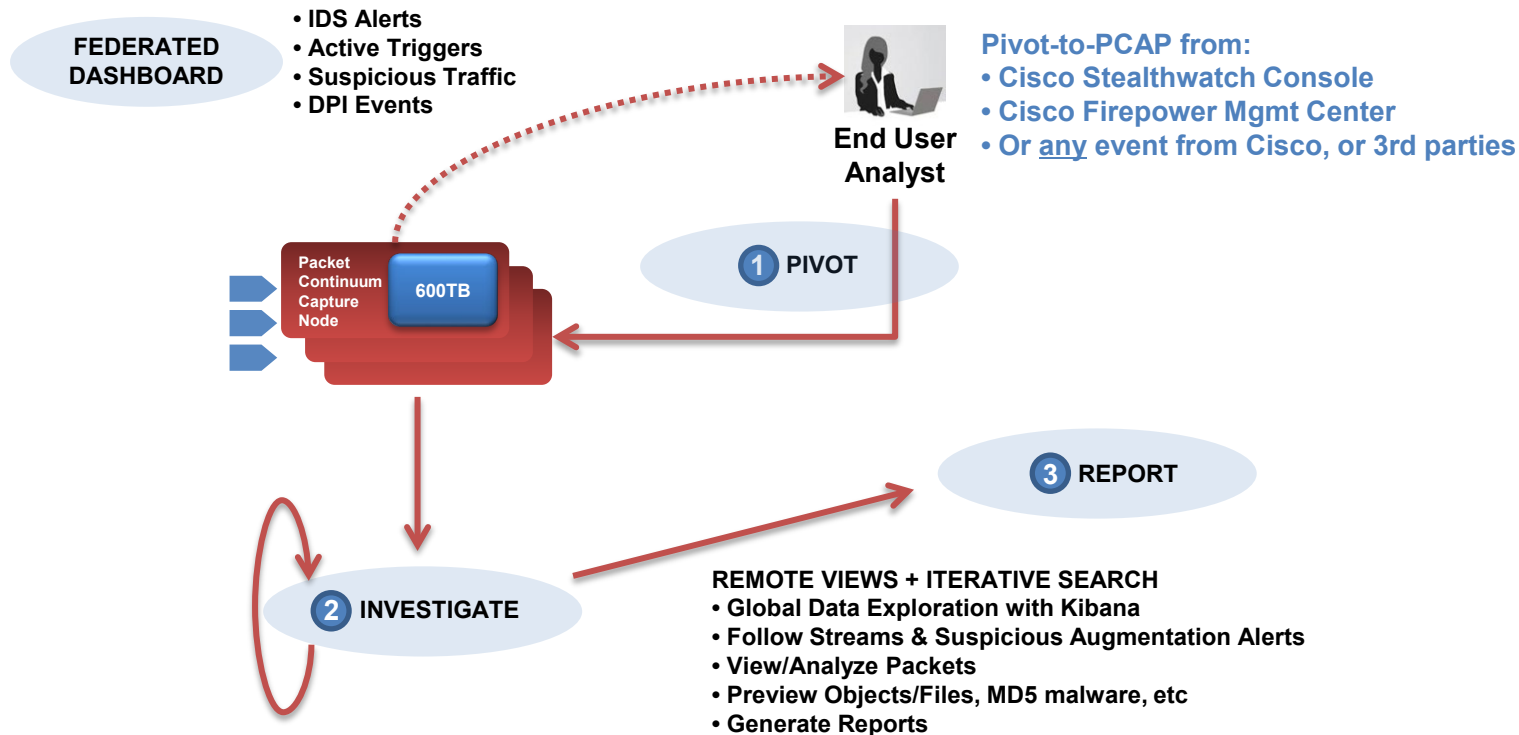 FEDERATED
DASHBOARD
• IDS Alerts
• Active Triggers
• Suspicious Traffic
• DPI Events
End User
Analyst
Pivot-to-PCAP from:
• Cisco Stealthwatch Console
• Cisco Firepower Mgmt Center
• Or any event from Cisco, or 3rd parties
1 PIVOT
Packet
Continuum
Capture
Node
600TB
3 REPORT
2 INVESTIGATE
REMOTE VIEWS + ITERATIVE SEARCH
• Global Data Exploration with Kibana
• Follow Streams & Suspicious Augmentation Alerts
• View/Analyze Packets
• Preview Objects/Files, MD5 malware, etc
• Generate Reports